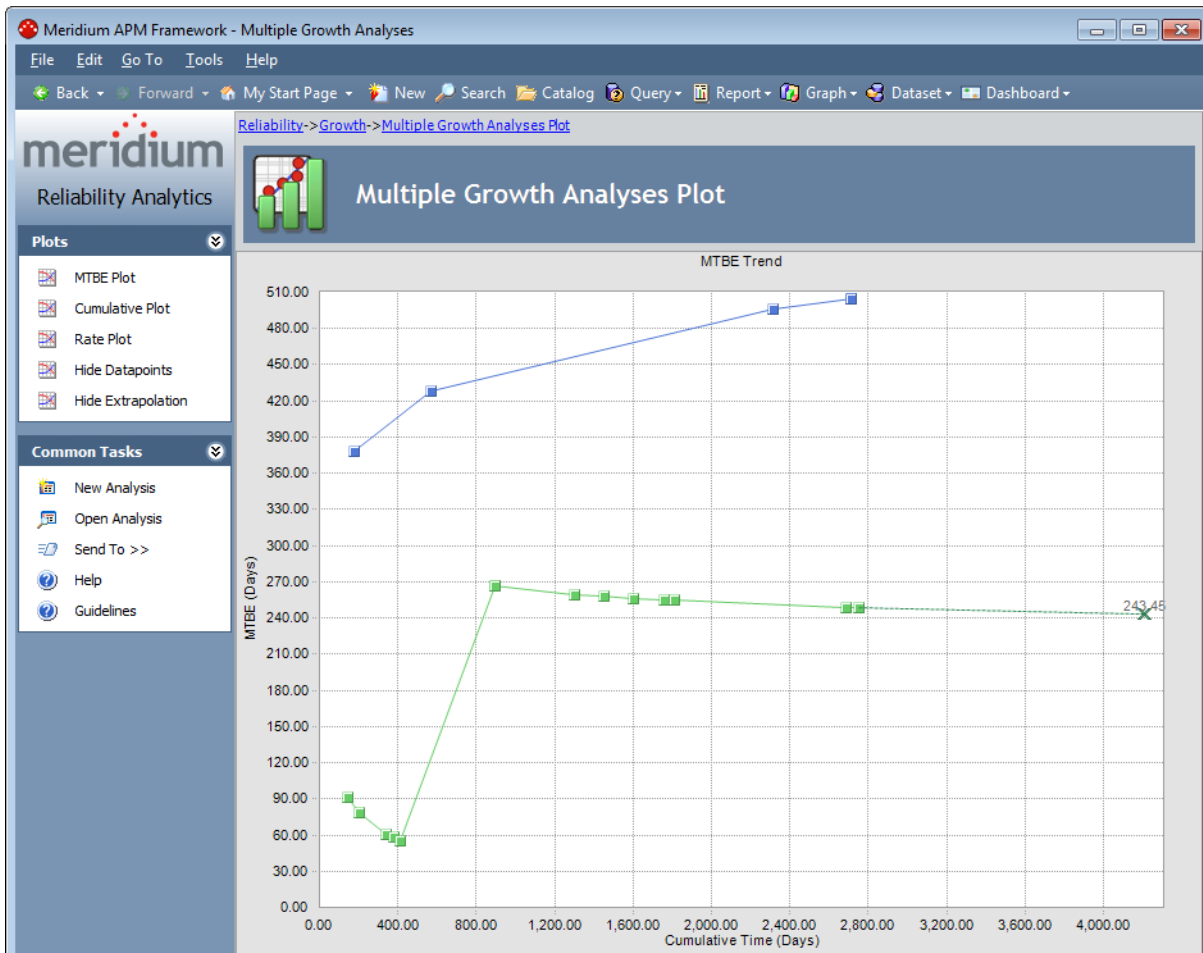 Meridium APM Framework - Multiple Growth Analyses
File Edit Go To Tools Help
Back Forward My Start Page New Search Catalog Query Report Graph Dataset Dashboard
meridium
Reliability Analytics
Plots
MTBE Plot
Cumulative Plot
Rate Plot
Hide Datapoints
Hide Extrapolation
Common Tasks
New Analysis
Open Analysis
Send To >>
Help
Guidelines
Reliability->Growth->Multiple Growth Analyses Plot
Multiple Growth Analyses Plot
MTBE Trend
MTBE (Days)
510.00
480.00
450.00
420.00
390.00
360.00
330.00
300.00
270.00
240.00
210.00
180.00
150.00
120.00
90.00
60.00
30.00
0.00
243.45
0.00 400.00 800.00 1,200.00 1,600.00 2,000.00 2,400.00 2,800.00 3,200.00 3,600.00 4,000.00
Cumulative Time (Days)